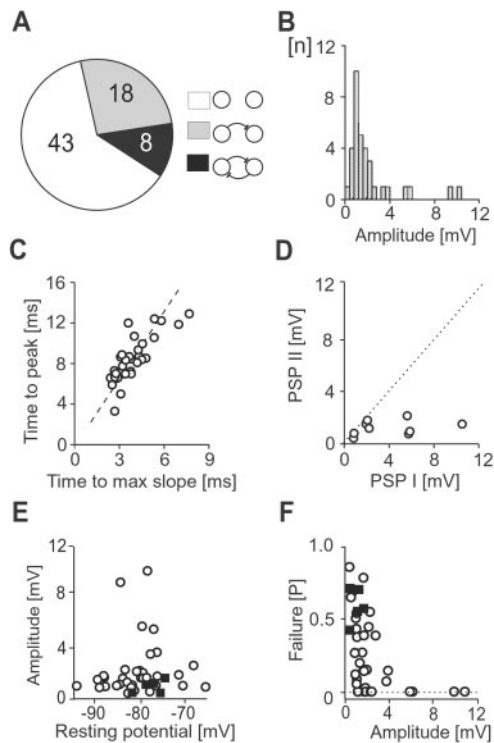 A
18
43
8
B
[n]
12
8
4
0
0 4 8 12
Amplitude [mV]
C
Time to peak [ms]
16
12
8
4
0
0 3 6 9
Time to max slope [ms]
D
PSP II [mV]
12
8
4
0
0 4 8 12
PSP I [mV]
E
Amplitude [mV]
12
8
4
0
-90 -80 -70
Resting potential [mV]
F
Failure [P]
1.0
0.5
0
0 4 8 12
Amplitude [mV]